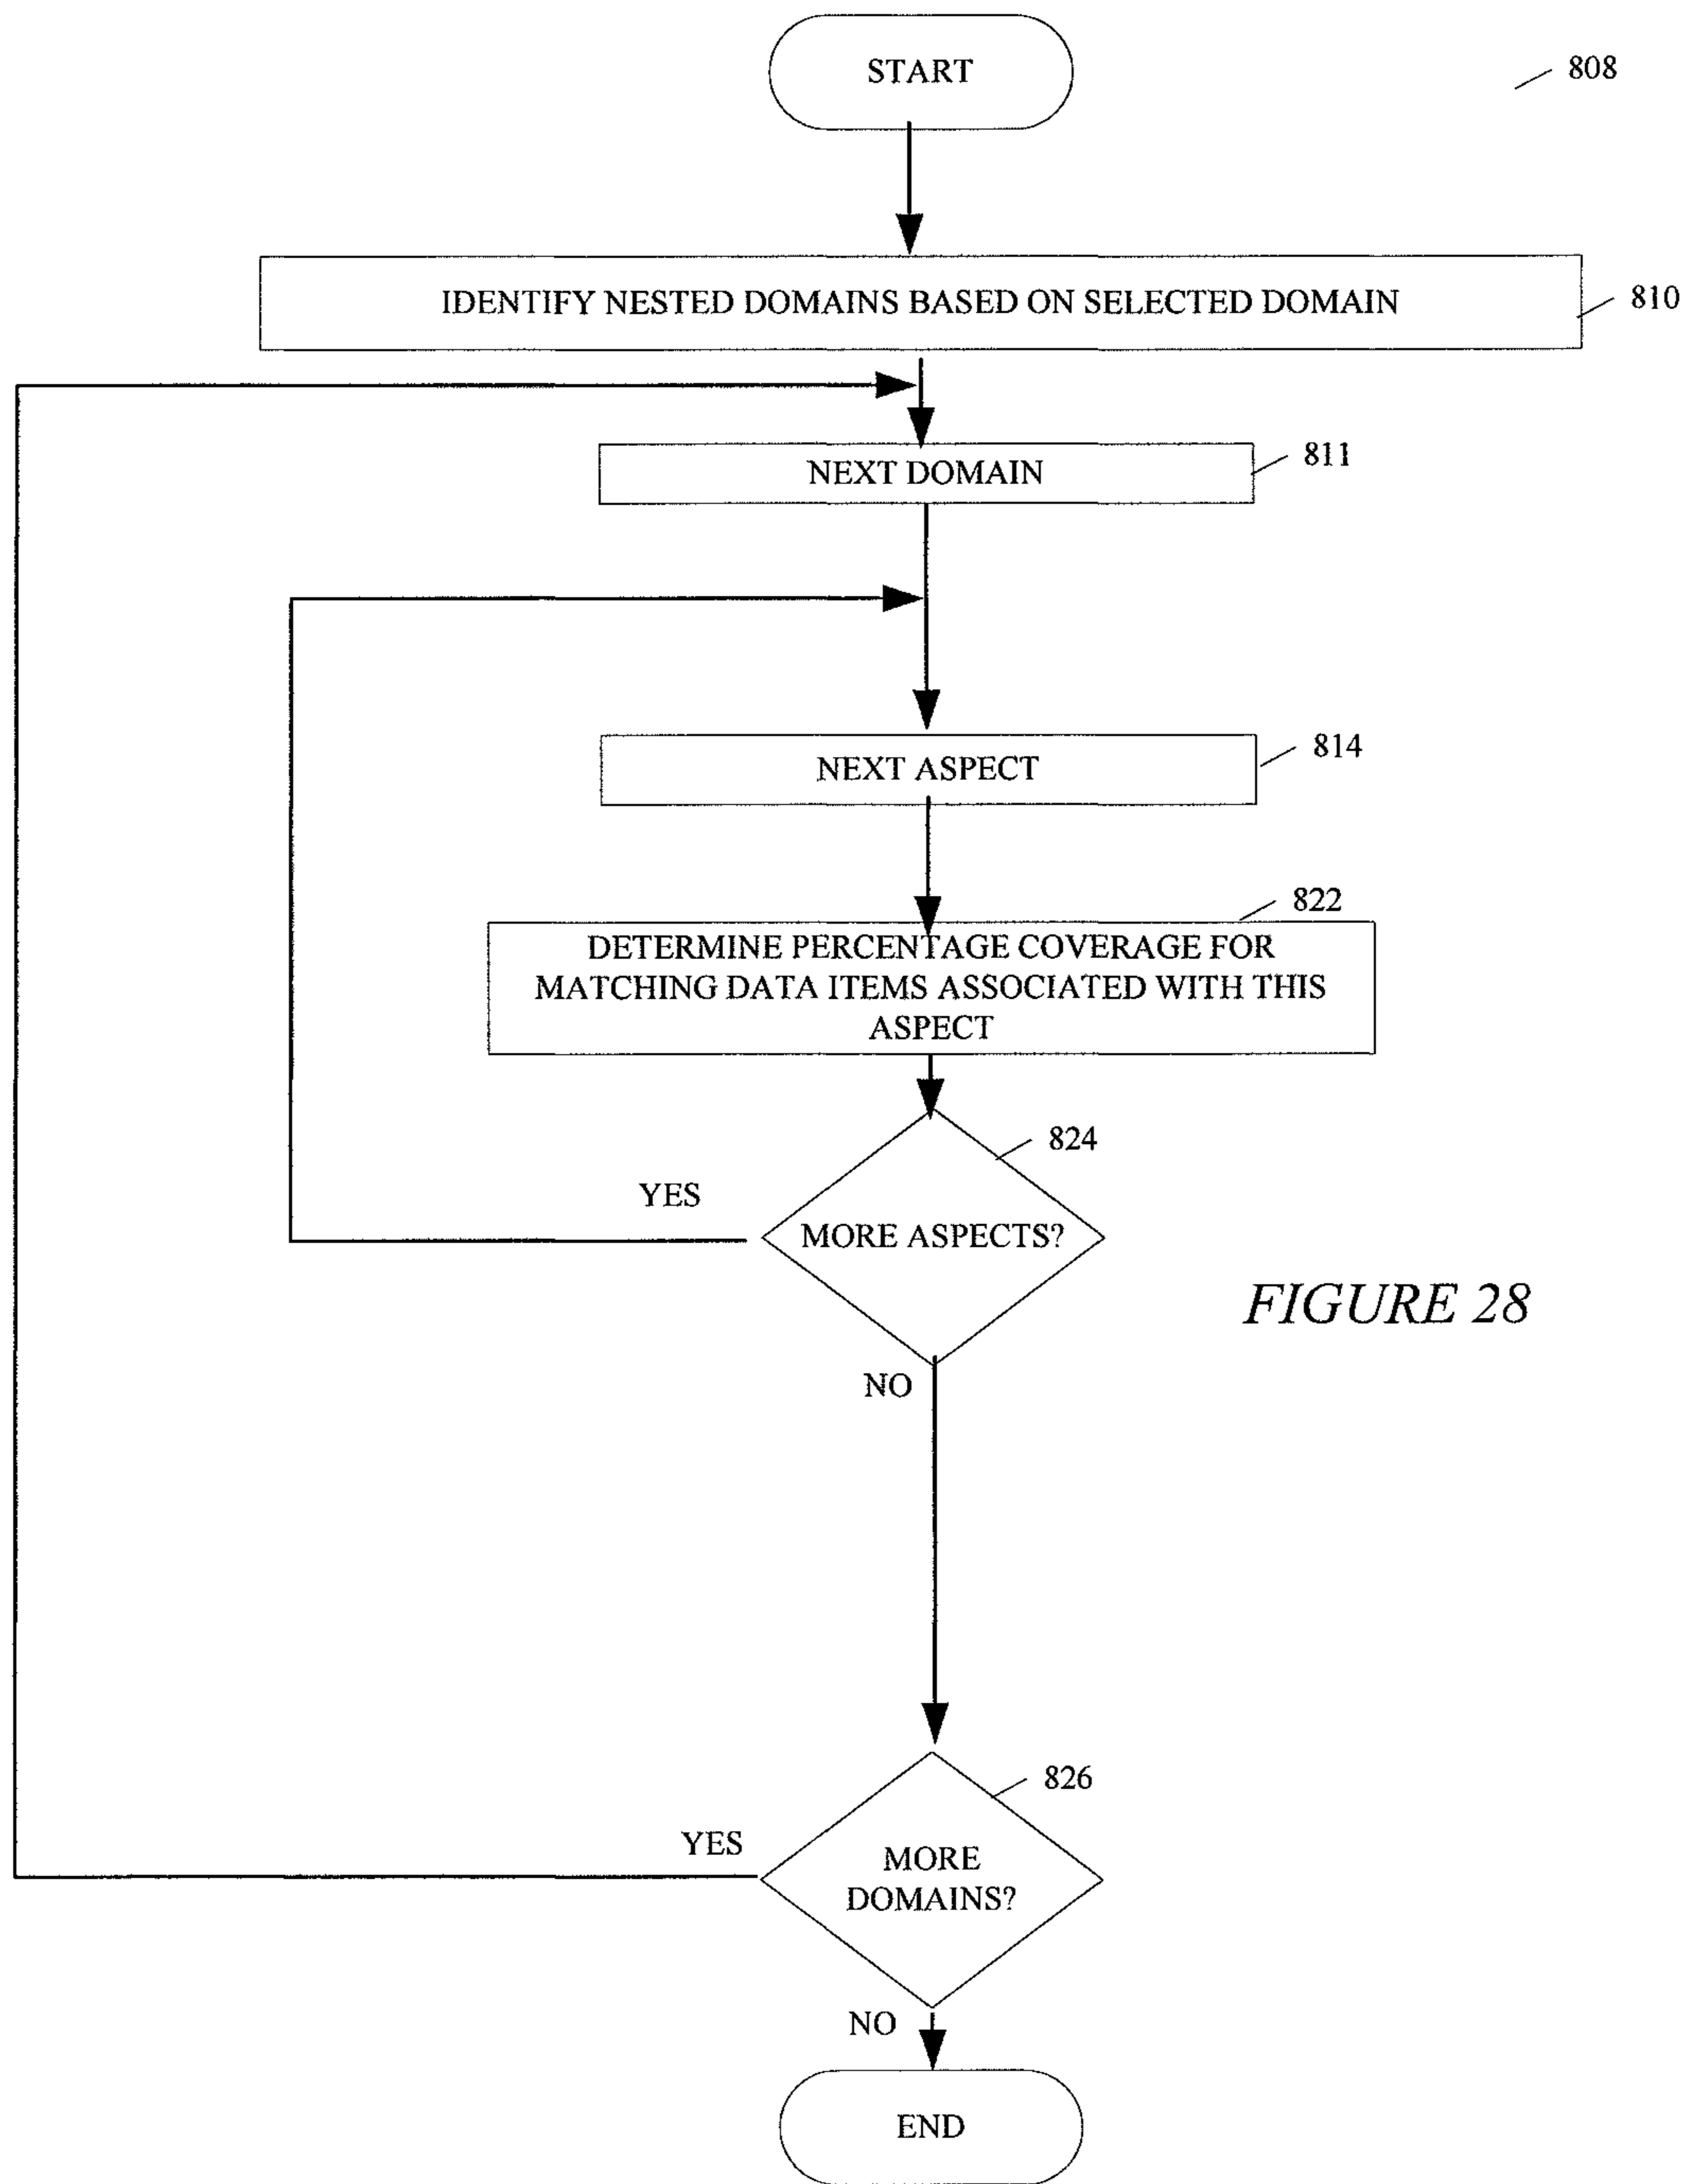 START
808
IDENTIFY NESTED DOMAINS BASED ON SELECTED DOMAIN
810
NEXT DOMAIN
811
NEXT ASPECT
814
822
DETERMINE PERCENTAGE COVERAGE FOR
MATCHING DATA ITEMS ASSOCIATED WITH THIS
ASPECT
824
YES
MORE ASPECTS?
FIGURE 28
NO
826
YES
MORE
DOMAINS?
NO
END